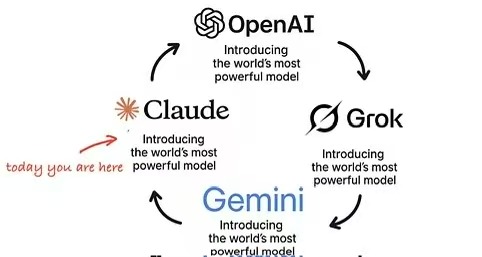 OpenAI
Introducing
the world's most
powerful model
Claude
Introducing
the world's most
powerful model
today you are here
Grok
Introducing
the world's most
powerful model
Gemini
Introducing
the world's most
powerful model